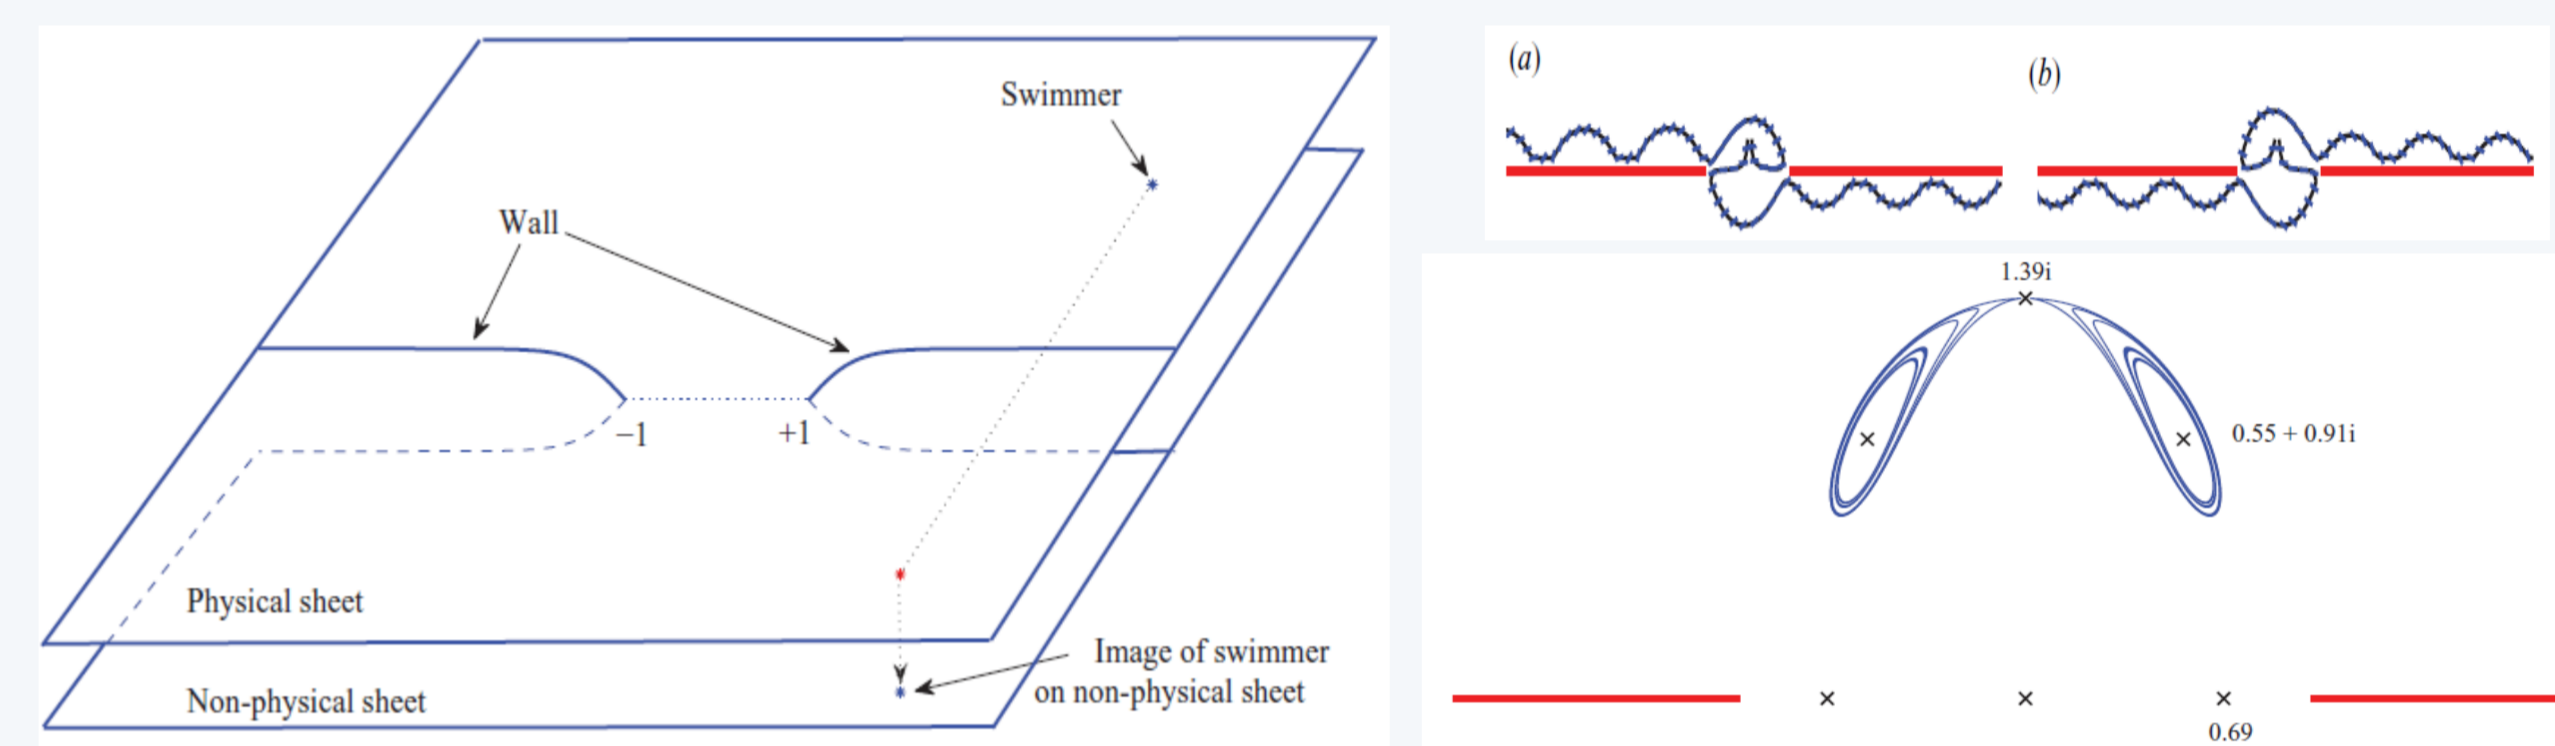 Swimmer
Wall
−1
+1
Physical sheet
Image of swimmer
on non-physical sheet
Non-physical sheet
(a)
(b)
1.39i
0.55 + 0.91i
0.69